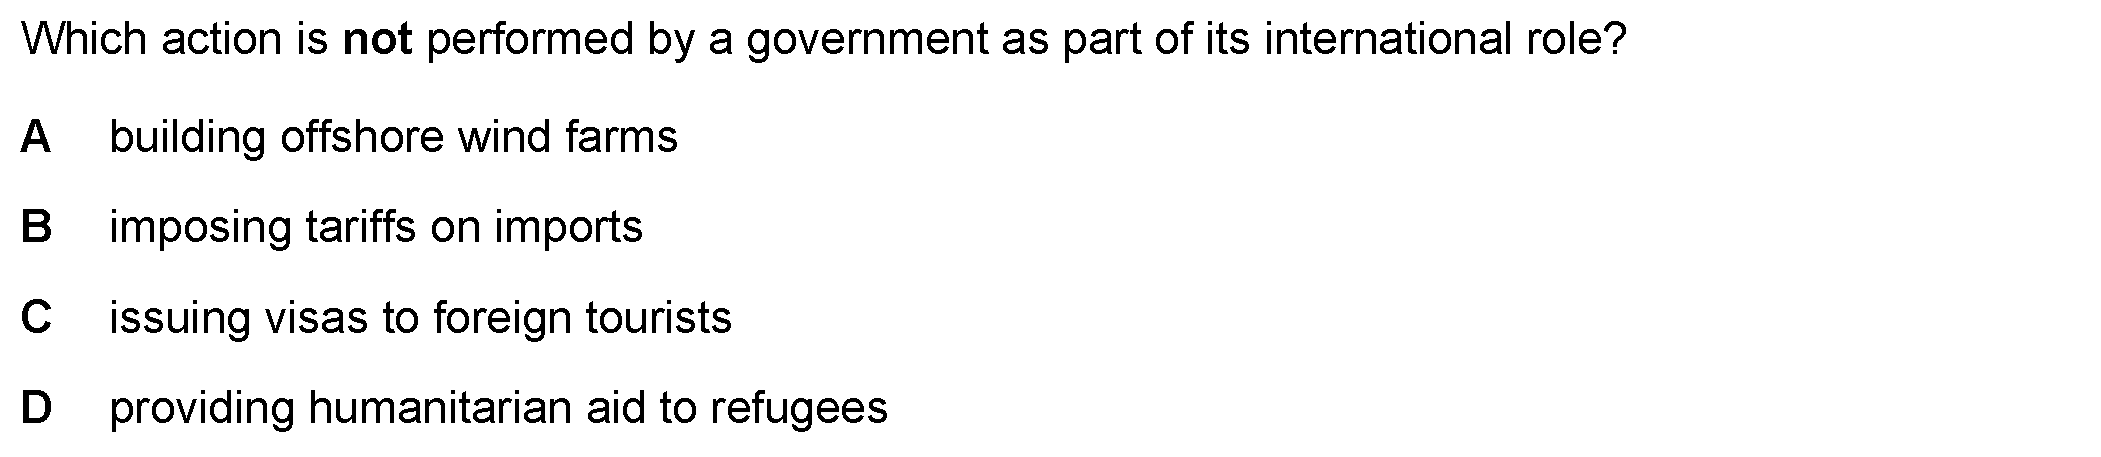 Which action is not performed by a government as part of its international role?
A building offshore wind farms
B imposing tariffs on imports
C issuing visas to foreign tourists
D providing humanitarian aid to refugees